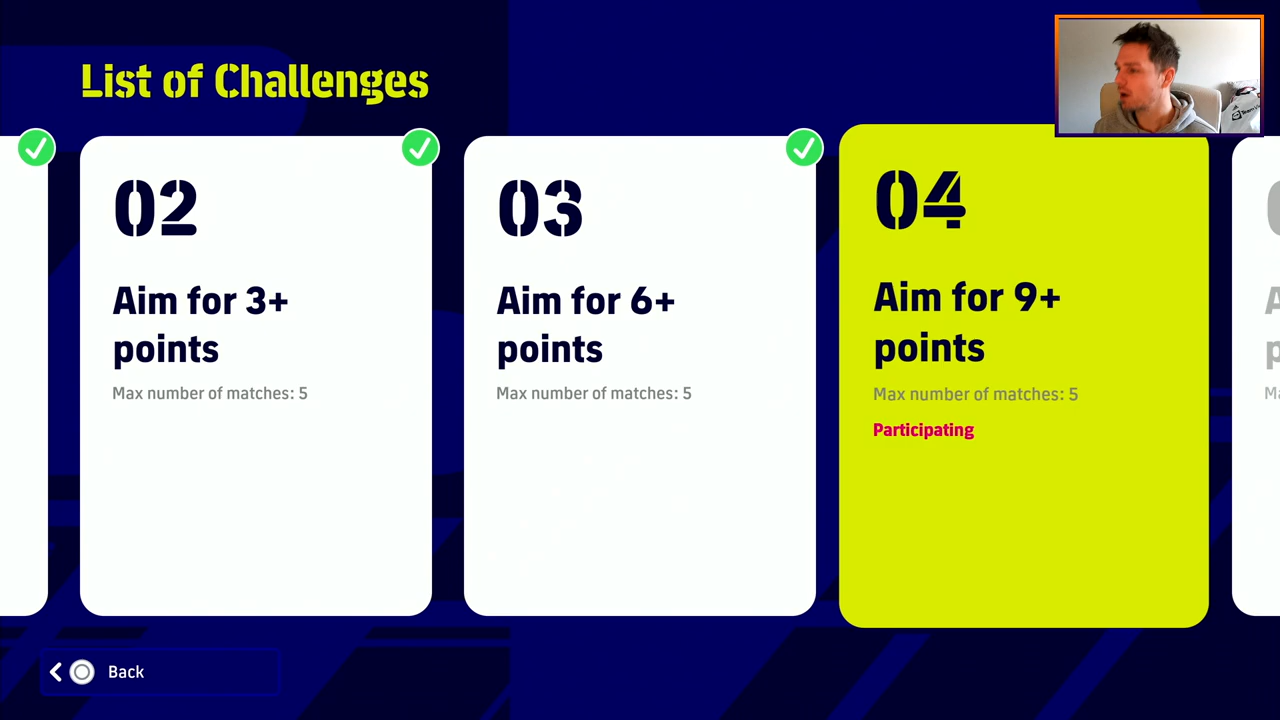 List of Challenges
02
Aim for 3+
points
Max number of matches: 5
03
Aim for 6+
points
Max number of matches: 5
04
Aim for 9+
points
Max number of matches: 5
Participating
Back